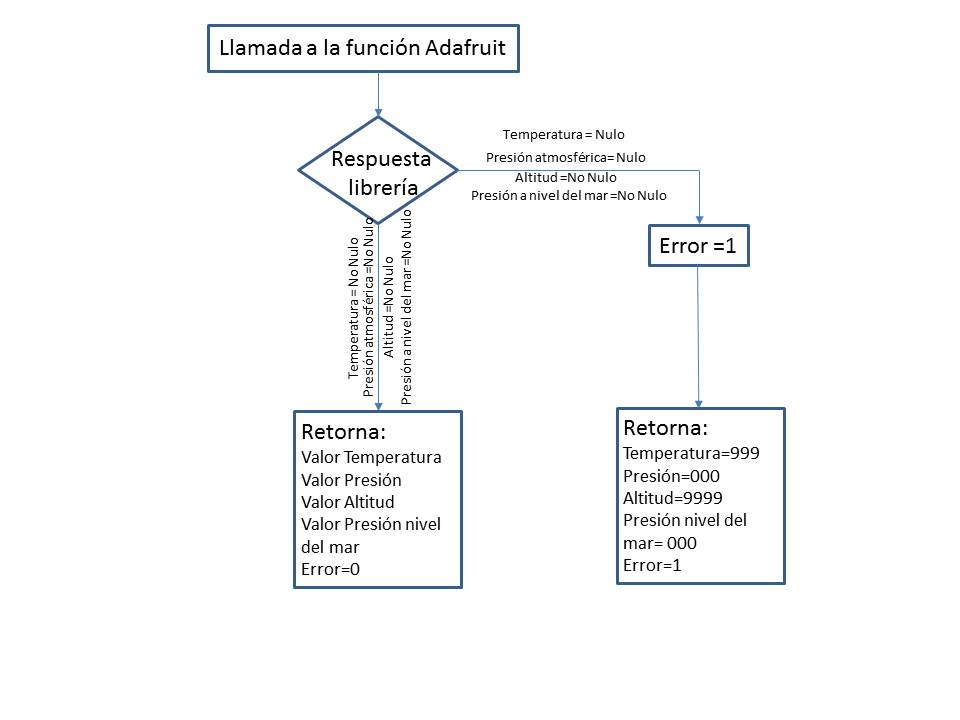 Llamada a la función Adafruit
Respuesta
librería
Temperatura = Nulo
Presión atmosférica= Nulo
Altitud =No Nulo
Presión a nivel del mar =No Nulo
Error =1
Temperatura = No Nulo
Presión atmosférica =No Nulo
Altitud =No Nulo
Presión a nivel del mar =No Nulo
Retorna:
Valor Temperatura
Valor Presión
Valor Altitud
Valor Presión nivel
del mar
Error=0
Retorna:
Temperatura=999
Presión=000
Altitud=9999
Presión nivel del
mar= 000
Error=1